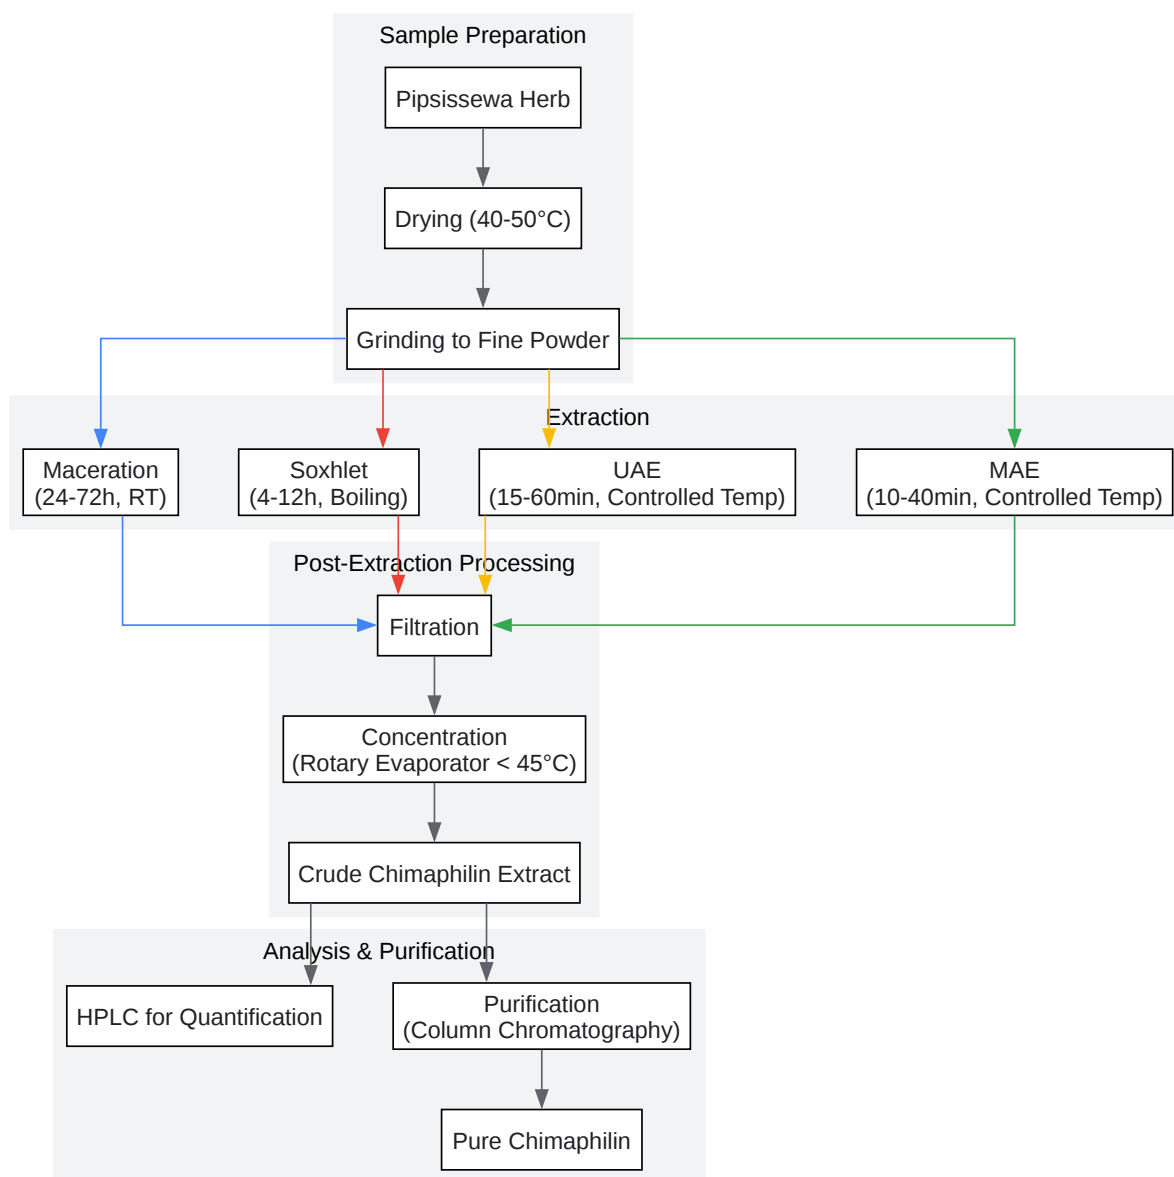 Sample Preparation
Pipsissewa Herb
Drying (40-50°C)
Grinding to Fine Powder
Extraction
Maceration
(24-72h, RT)
Soxhlet
(4-12h, Boiling)
UAE
(15-60min, Controlled Temp)
MAE
(10-40min, Controlled Temp)
Post-Extraction Processing
Filtration
Concentration
(Rotary Evaporator < 45°C)
Crude Chimaphilin Extract
Analysis & Purification
HPLC for Quantification
Purification
(Column Chromatography)
Pure Chimaphilin